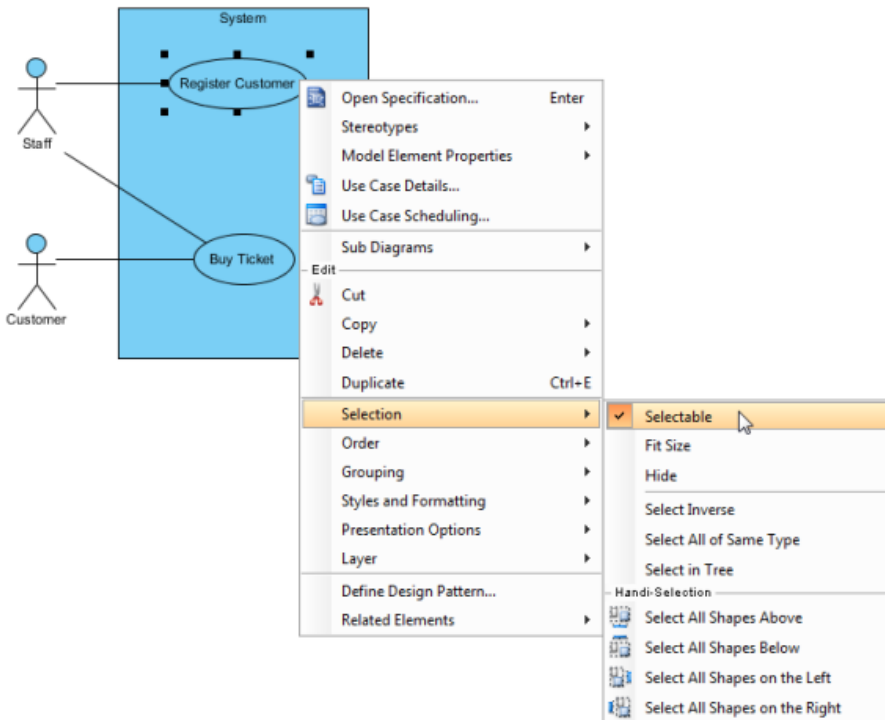 System
Register Customer
Staff
Buy Ticket
Customer
Open Specification... Enter
Stereotypes
Model Element Properties
Use Case Details...
Use Case Scheduling...
Sub Diagrams
Edit
Cut
Copy
Delete
Duplicate Ctrl+E
Selection
Order
Grouping
Styles and Formatting
Presentation Options
Layer
Define Design Pattern...
Related Elements
Selectable
Fit Size
Hide
Select Inverse
Select All of Same Type
Select in Tree
Handi-Selection
Select All Shapes Above
Select All Shapes Below
Select All Shapes on the Left
Select All Shapes on the Right